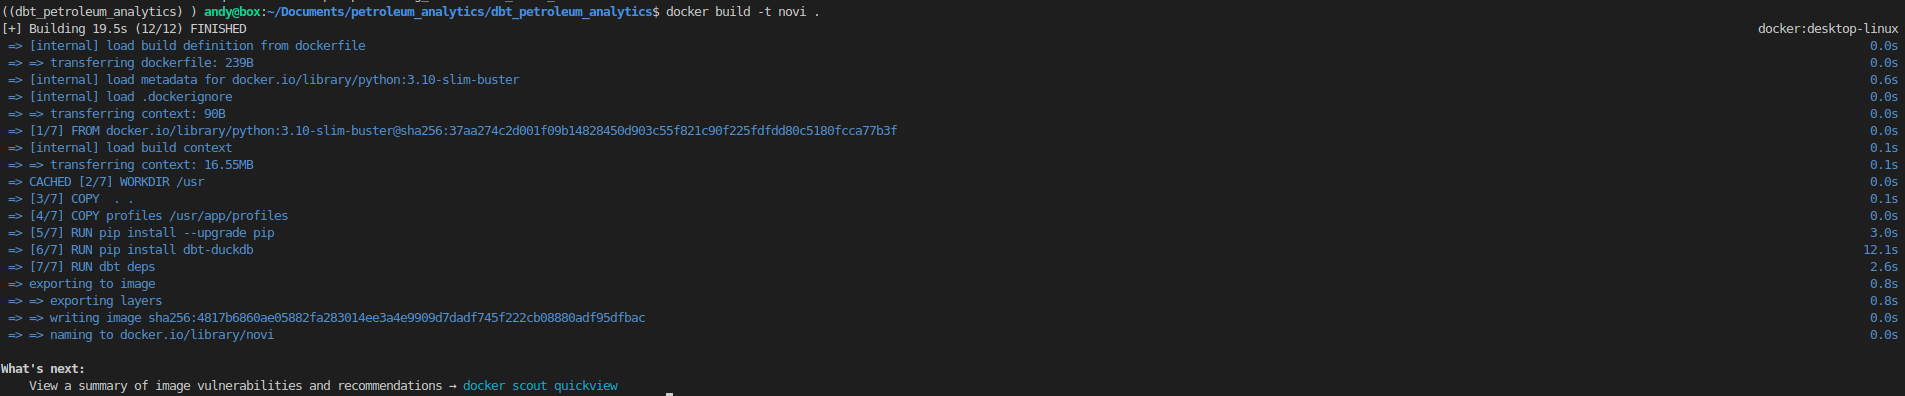 ((dbt_petroleum_analytics) ) andy@box:~/Documents/petroleum_analytics/dbt_petroleum_analytics$ docker build -t novi .
[+] Building 19.5s (12/12) FINISHED docker:desktop-linux
=> [internal] load build definition from dockerfile 0.0s
=> => transferring dockerfile: 239B 0.0s
=> [internal] load metadata for docker.io/library/python:3.10-slim-buster 0.6s
=> [internal] load .dockerignore 0.0s
=> => transferring context: 90B 0.0s
=> [1/7] FROM docker.io/library/python:3.10-slim-buster@sha256:37aa274c2d001f09b14828450d903c55f821c90f225fdfdd80c5180fcca77b3f 0.0s
=> [internal] load build context 0.1s
=> => transferring context: 16.55MB 0.1s
=> CACHED [2/7] WORKDIR /usr 0.0s
=> [3/7] COPY  . . 0.1s
=> [4/7] COPY profiles /usr/app/profiles 0.0s
=> [5/7] RUN pip install --upgrade pip 3.0s
=> [6/7] RUN pip install dbt-duckdb 12.1s
=> [7/7] RUN dbt deps 2.6s
=> exporting to image 0.8s
=> => exporting layers 0.8s
=> => writing image sha256:4817b6860ae05882fa283014ee3a4e9909d7dadf745f222cb08880adf95dfbac 0.0s
=> => naming to docker.io/library/novi 0.0s
What's next:
View a summary of image vulnerabilities and recommendations → docker scout quickview